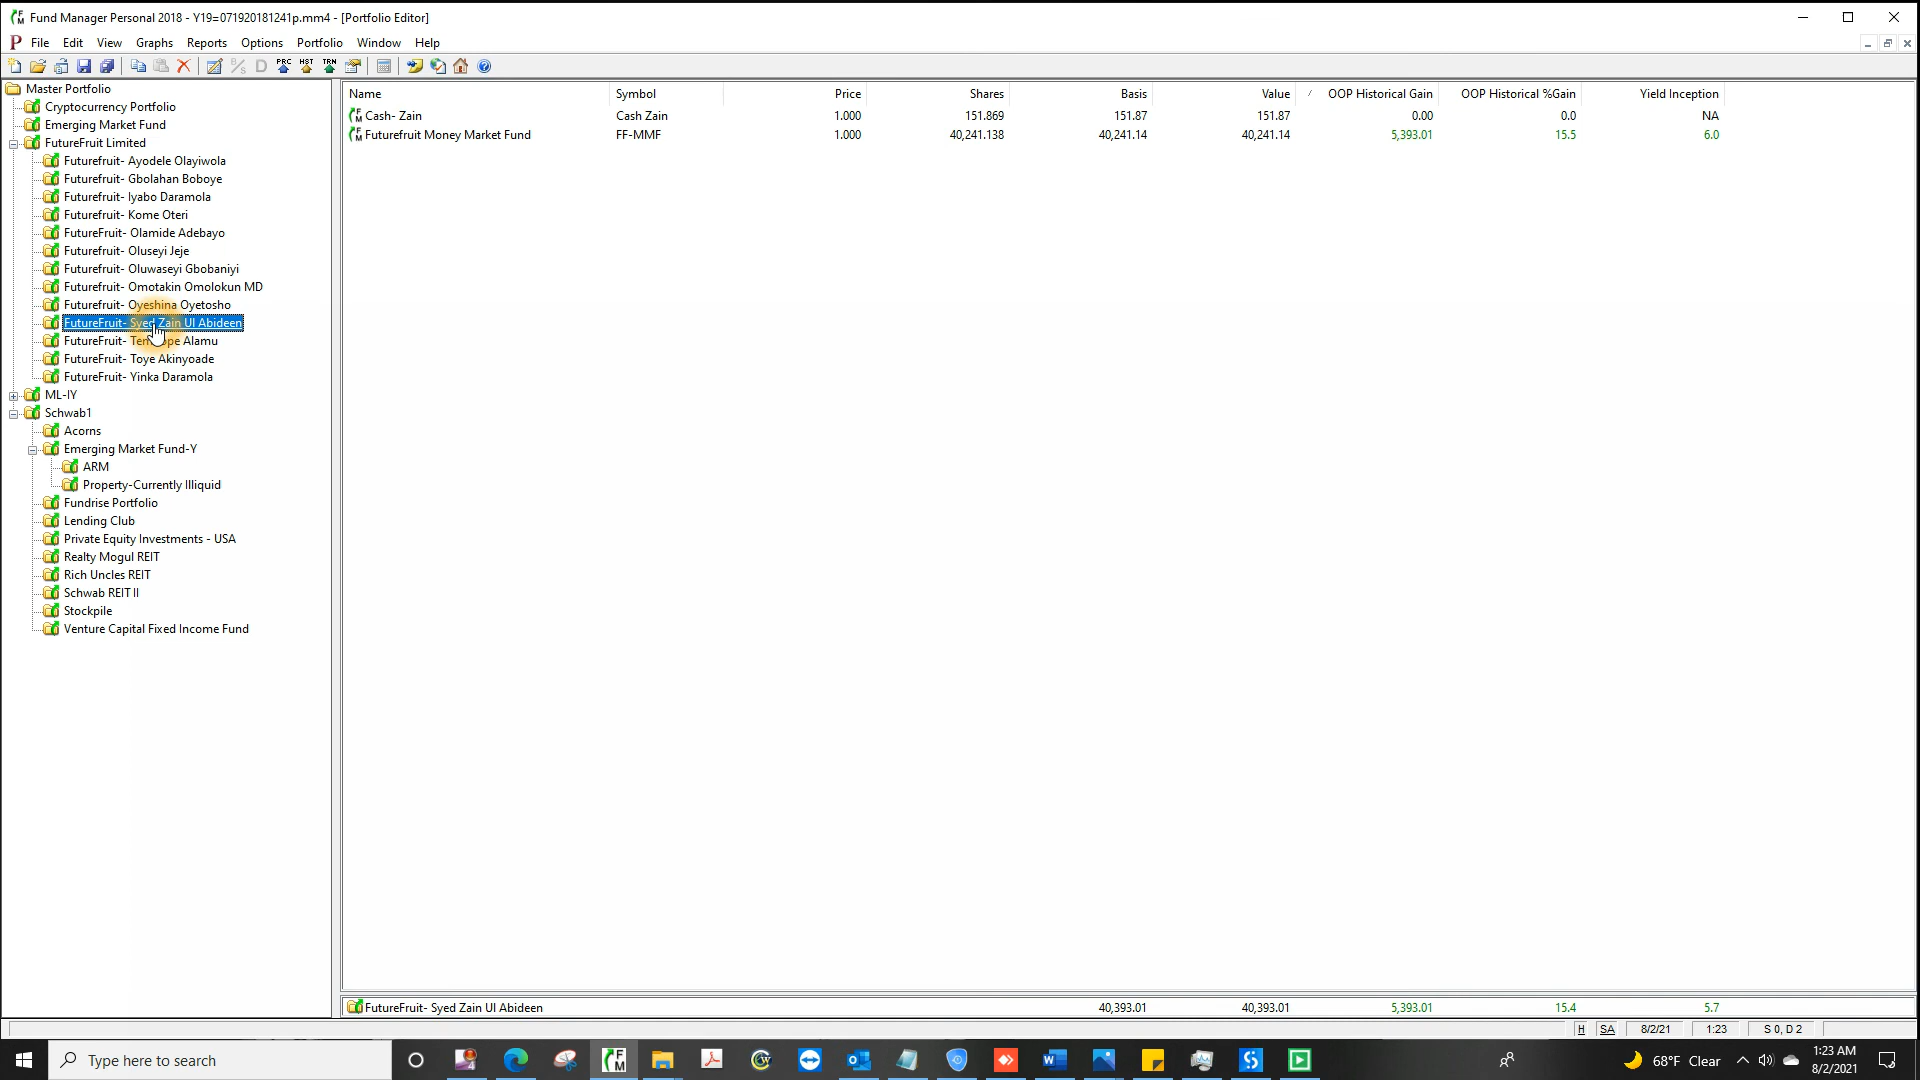 Fund Manager Personal 2018 - Y19=071920181241p.mm4 - [Portfolio Editor]
File Edit View Graphs Reports Options Portfolio Window Help
B/S D PRC HST TRN
Master Portfolio
Cryptocurrency Portfolio
Emerging Market Fund
FutureFruit Limited
Futurefruit- Ayodele Olayiwola
Futurefruit- Gbolahan Boboye
Futurefruit- Iyabo Daramola
Futurefruit- Kome Oteri
FutureFruit- Olamide Adebayo
Futurefruit- Oluseyi Jeje
Futurefruit- Oluwaseyi Gbobaniyi
Futurefruit- Omotakin Omolokun MD
Futurefruit- Oyeshina Oyetosho
FutureFruit- Syed Zain Ul Abideen
FutureFruit- Alamu
FutureFruit- Toye Akinyoade
FutureFruit- Yinka Daramola
ML-IY
Schwab1
Acorns
Emerging Market Fund-Y
ARM
Property-Currently Illiquid
Fundrise Portfolio
Lending Club
Private Equity Investments - USA
Realty Mogul REIT
Rich Uncles REIT
Schwab REIT II
Stockpile
Venture Capital Fixed Income Fund
Name Symbol Price Shares Basis Value / OOP Historical Gain OOP Historical %Gain Yield Inception
Cash- Zain Cash Zain 1.000 151.869 151.87 151.87 0.00 0.0 NA
Futurefruit Money Market Fund FF-MMF 1.000 40,241.138 40,241.14 40,241.14 5,393.01 15.5 6.0
FutureFruit- Syed Zain Ul Abideen 40,393.01 40,393.01 5,393.01 15.4 5.7
H SA 8/2/21 1:23 S 0, D 2
Type here to search
68°F Clear
1:23 AM
8/2/2021